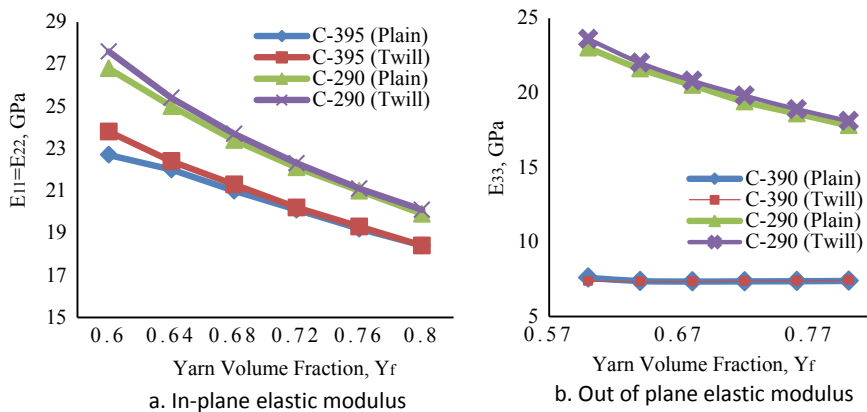 29
27
25
23
21
19
17
15
E11=E22, GPa
C-395 (Plain)
C-395 (Twill)
C-290 (Plain)
C-290 (Twill)
0.6 0.64 0.68 0.72 0.76 0.8
Yarn Volume Fraction, Yf
a. In-plane elastic modulus
25
20
15
10
5
E33, GPa
C-390 (Plain)
C-390 (Twill)
C-290 (Plain)
C-290 (Twill)
0.57 0.67 0.77
Yarn Volume Fraction, Yf
b. Out of plane elastic modulus